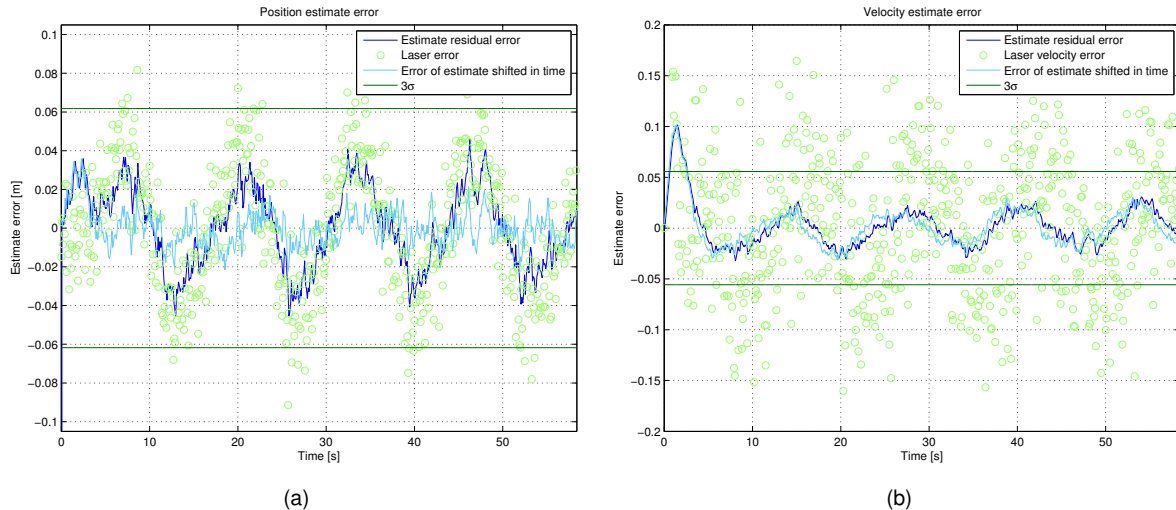 Position estimate error
0.1
0.08
0.06
0.04
0.02
0
−0.02
−0.04
−0.06
−0.08
−0.1
Estimate error [m]
0 10 20 30 40 50
Time [s]
Estimate residual error
Laser error
Error of estimate shifted in time
3σ
(a)
Velocity estimate error
0.2
0.15
0.1
0.05
0
−0.05
−0.1
−0.15
−0.2
Estimate error
0 10 20 30 40 50
Time [s]
Estimate residual error
Laser velocity error
Error of estimate shifted in time
3σ
(b)